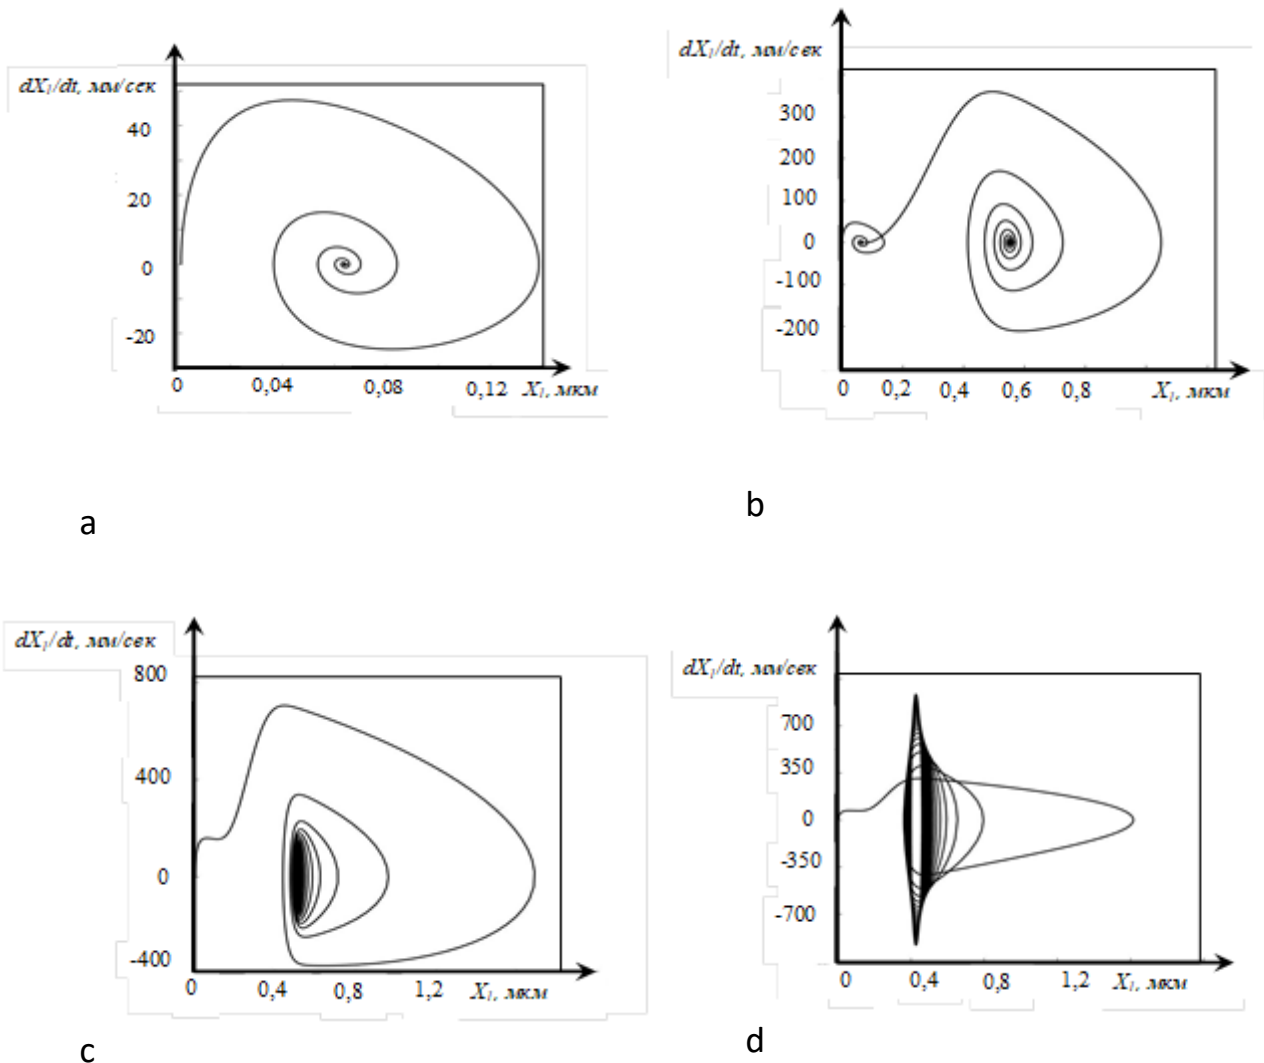 dX₁/dt, мм/сек
40
20
0
-20
0 0,04 0,08 0,12 X₁, мкм
a
dX₁/dt, мм/сек
300
200
100
0
-100
-200
0 0,2 0,4 0,6 0,8 X₁, мкм
b
dX₁/dt, мм/сек
800
400
0
-400
0 0,4 0,8 1,2 X₁, мкм
c
dX₁/dt, мм/сек
700
350
0
-350
-700
0 0,4 0,8 1,2 X₁, мкм
d